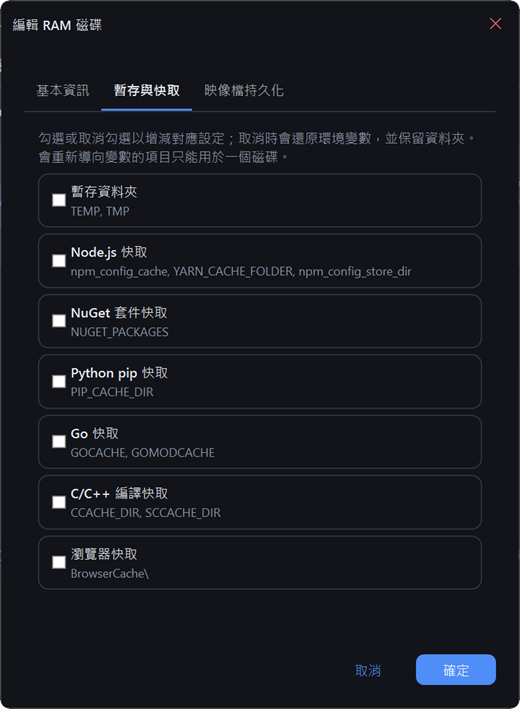 編輯 RAM 磁碟
基本資訊 暫存與快取 映像檔持久化
勾選或取消勾選以增減對應設定；取消時會還原環境變數，並保留資料夾。
會重新導向變數的項目只能用於一個磁碟。
暫存資料夾
TEMP, TMP
Node.js 快取
npm_config_cache, YARN_CACHE_FOLDER, npm_config_store_dir
NuGet 套件快取
NUGET_PACKAGES
Python pip 快取
PIP_CACHE_DIR
Go 快取
GOCACHE, GOMODCACHE
C/C++ 編譯快取
CCACHE_DIR, SCCACHE_DIR
瀏覽器快取
BrowserCache\
取消 確定